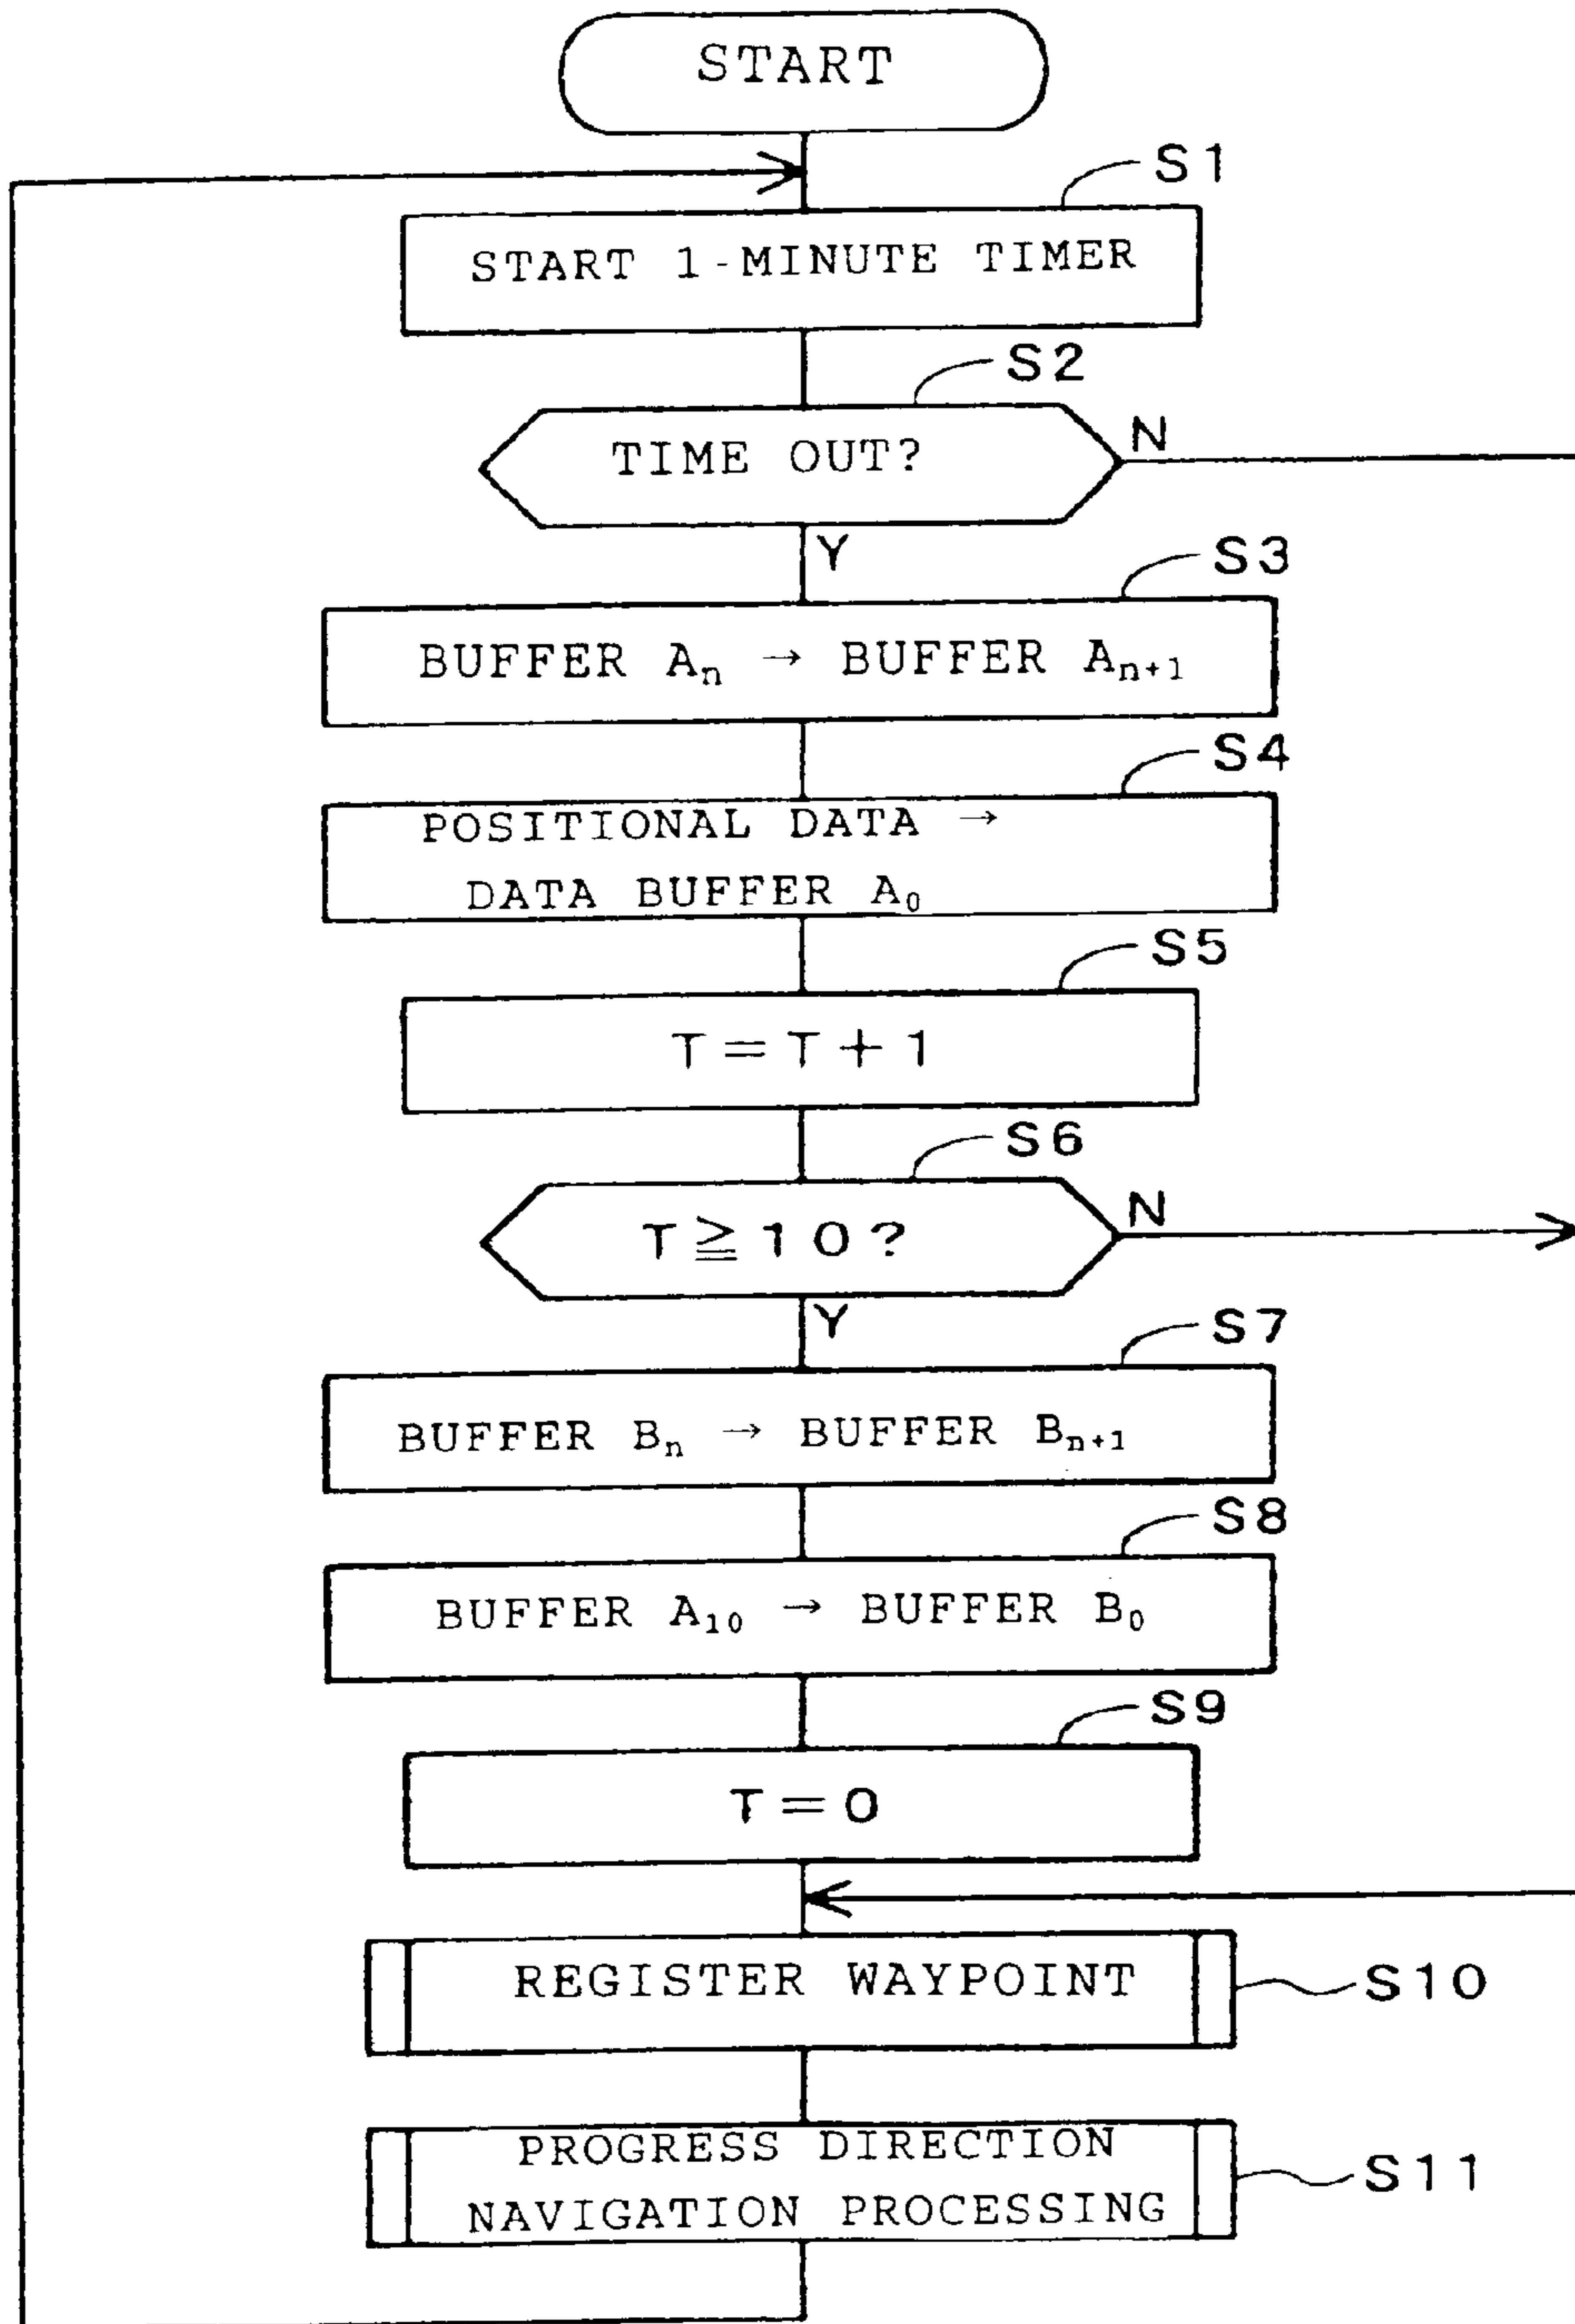 START
S1
START 1-MINUTE TIMER
S2
TIME OUT?
N
Y
S3
BUFFER Aₙ → BUFFER Aₙ₊₁
S4
POSITIONAL DATA →
DATA BUFFER A₀
S5
T=T+1
S6
T≧10?
N
Y
S7
BUFFER Bₙ → BUFFER Bₙ₊₁
S8
BUFFER A₁₀ → BUFFER B₀
S9
T=0
REGISTER WAYPOINT
S10
PROGRESS DIRECTION
NAVIGATION PROCESSING
S11